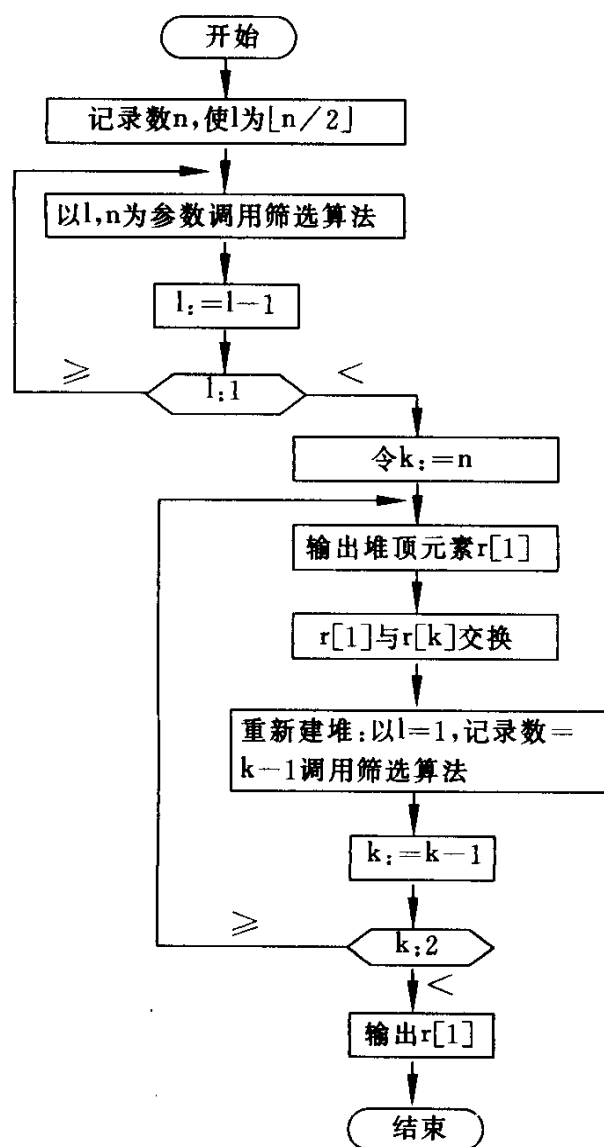 开始
记录数n,使l为⌊n/2⌋
以l,n为参数调用筛选算法
l:=l-1
≥
l:1
<
令k:=n
输出堆顶元素r[1]
r[1]与r[k]交换
重新建堆:以l=1,记录数=
k-1调用筛选算法
k:=k-1
≥
k:2
<
输出r[1]
结束